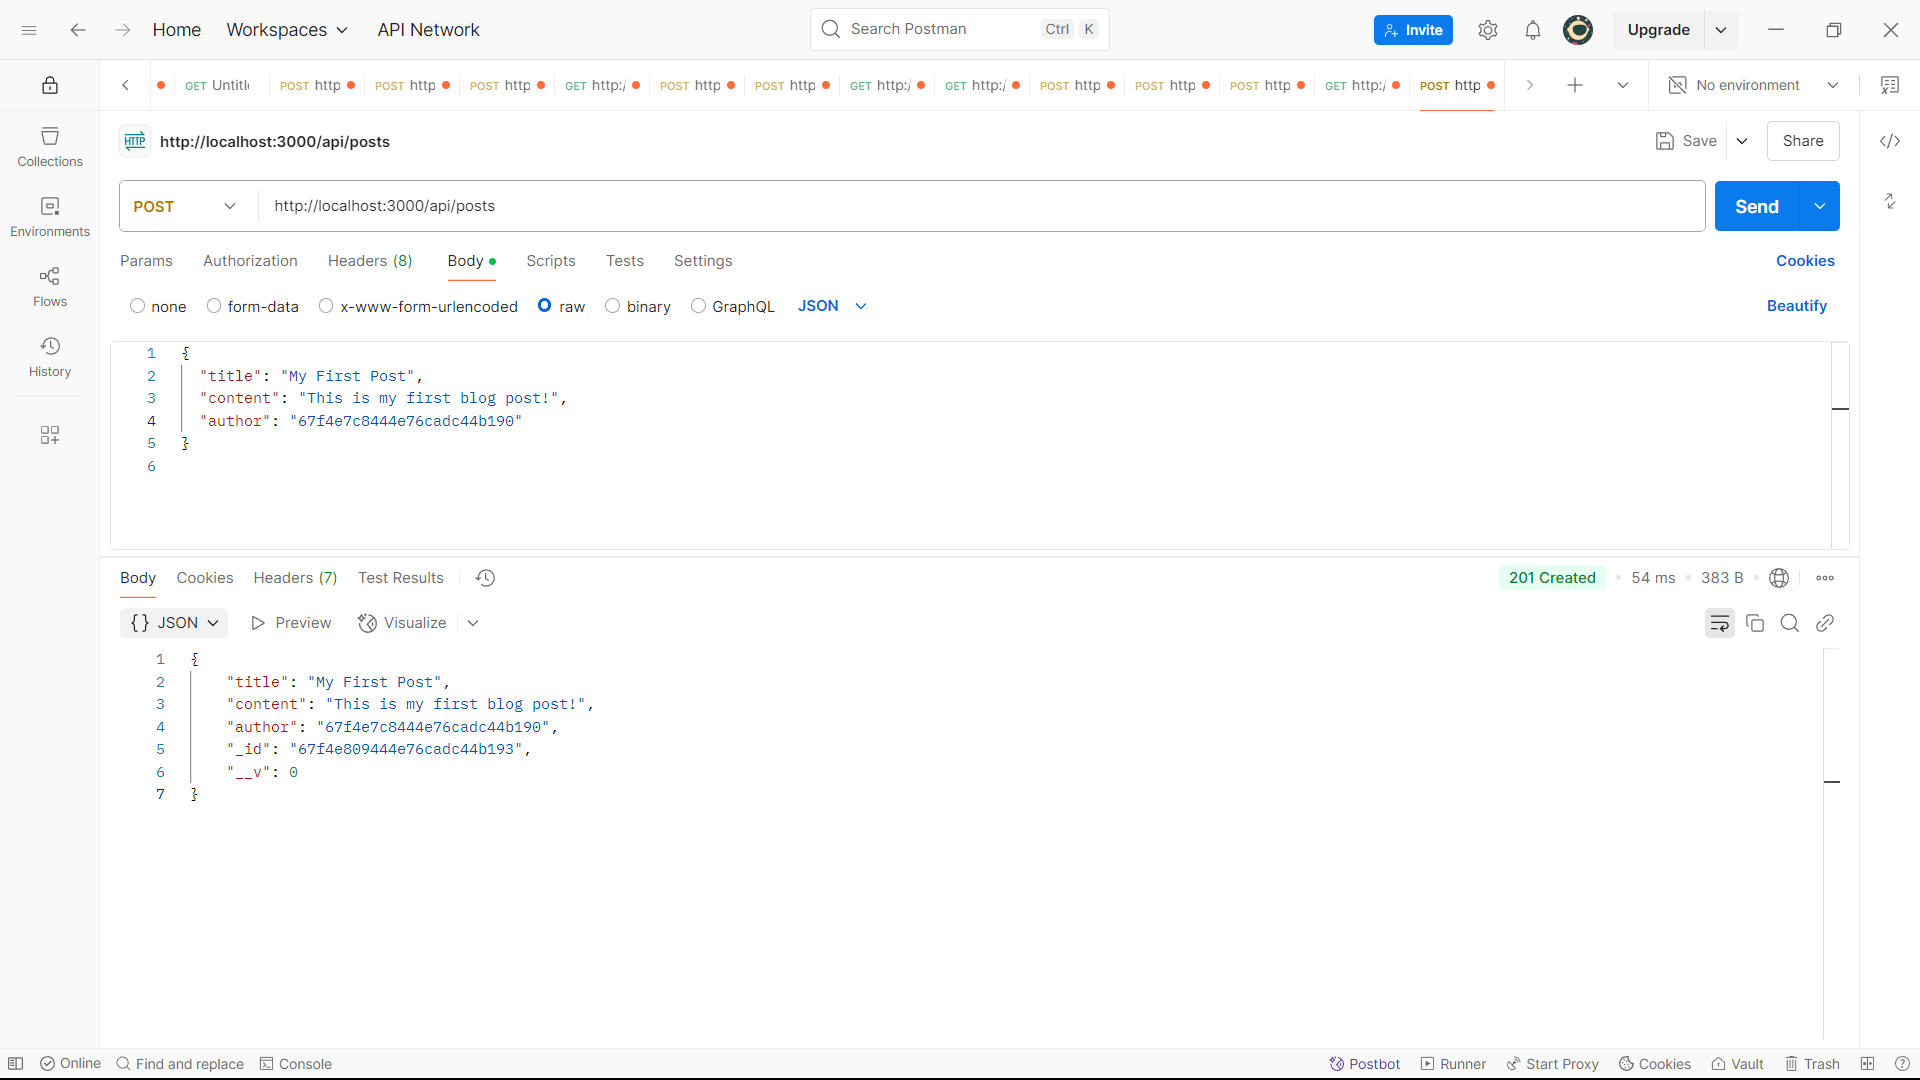 Home Workspaces API Network Search Postman Ctrl K Invite Upgrade
GET Untitl POST http POST http POST http GET http:/ POST http POST http GET http:/ GET http:/ POST http POST http POST http GET http:/ POST http No environment
Collections
Environments
Flows
History
HTTP http://localhost:3000/api/posts Save Share
POST http://localhost:3000/api/posts Send
Params Authorization Headers (8) Body Scripts Tests Settings Cookies
none form-data x-www-form-urlencoded raw binary GraphQL JSON Beautify
1 {
2 "title": "My First Post",
3 "content": "This is my first blog post!",
4 "author": "67f4e7c8444e76cadc44b190"
5 }
6
Body Cookies Headers (7) Test Results 201 Created 54 ms 383 B
{} JSON Preview Visualize
1 {
2 "title": "My First Post",
3 "content": "This is my first blog post!",
4 "author": "67f4e7c8444e76cadc44b190",
5 "_id": "67f4e809444e76cadc44b193",
6 "__v": 0
7 }
Online Find and replace Console Postbot Runner Start Proxy Cookies Vault Trash